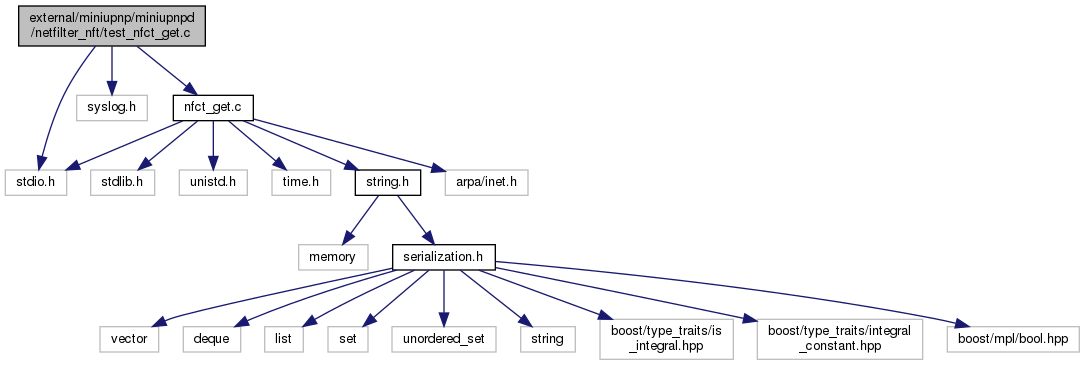 external/miniupnp/miniupnpd
/netfilter_nft/test_nfct_get.c
syslog.h
nfct_get.c
stdio.h
stdlib.h
unistd.h
time.h
string.h
arpa/inet.h
memory
serialization.h
vector
deque
list
set
unordered_set
string
boost/type_traits/is
_integral.hpp
boost/type_traits/integral
_constant.hpp
boost/mpl/bool.hpp